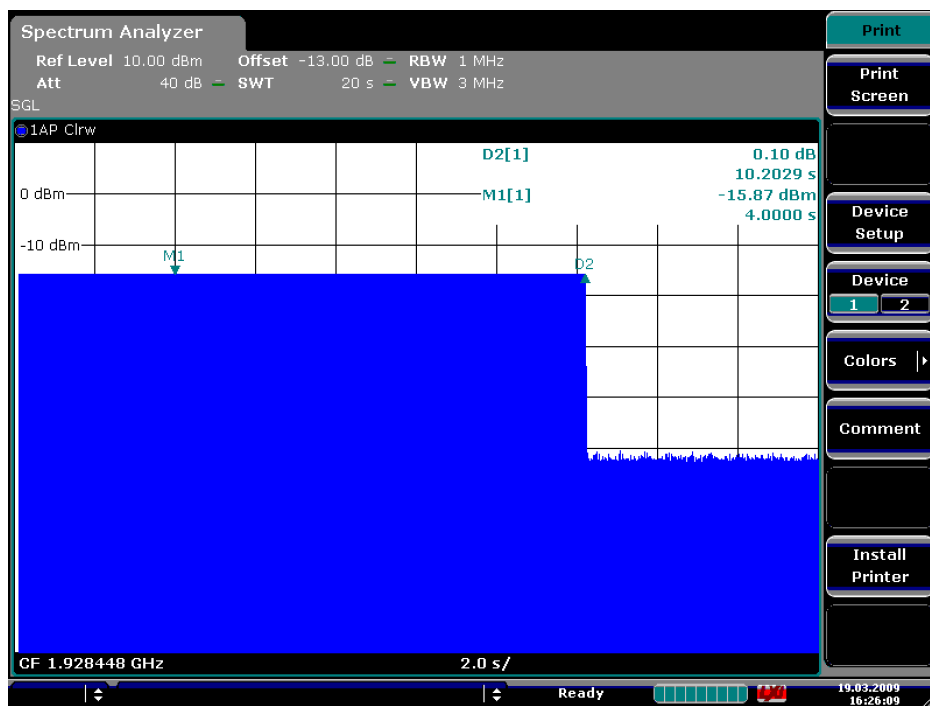 Spectrum Analyzer
Ref Level 10.00 dBm Offset -13.00 dB RBW 1 MHz
Att 40 dB SWT 20 s VBW 3 MHz
SGL
1AP Clrw
D2[1] 0.10 dB
10.2029 s
M1[1] -15.87 dBm
4.0000 s
0 dBm
-10 dBm
M1
D2
CF 1.928448 GHz 2.0 s/
Ready
19.03.2009
16:26:09
Print
Print
Screen
Device
Setup
Device
1 2
Colors
Comment
Install
Printer